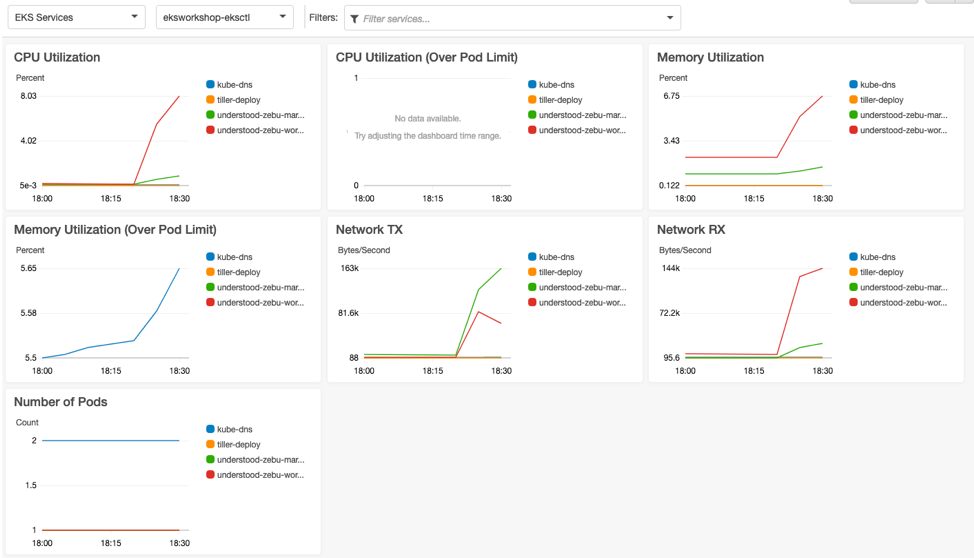 EKS Services
eksworkshop-eksctl
Filters:
Filter services...
CPU Utilization
Percent
8.03
4.02
5e-3
18:00
18:15
18:30
kube-dns
tiller-deploy
understood-zebu-mar...
understood-zebu-wor...
CPU Utilization (Over Pod Limit)
1
No data available.
Try adjusting the dashboard time range.
0
18:00
18:15
18:30
kube-dns
tiller-deploy
understood-zebu-mar...
understood-zebu-wor...
Memory Utilization
Percent
6.75
3.43
0.122
18:00
18:15
18:30
kube-dns
tiller-deploy
understood-zebu-mar...
understood-zebu-wor...
Memory Utilization (Over Pod Limit)
Percent
5.65
5.58
5.5
18:00
18:15
18:30
kube-dns
tiller-deploy
understood-zebu-mar...
understood-zebu-wor...
Network TX
Bytes/Second
163k
81.6k
88
18:00
18:15
18:30
kube-dns
tiller-deploy
understood-zebu-mar...
understood-zebu-wor...
Network RX
Bytes/Second
144k
72.2k
95.6
18:00
18:15
18:30
kube-dns
tiller-deploy
understood-zebu-mar...
understood-zebu-wor...
Number of Pods
Count
2
1.5
1
18:00
18:15
18:30
kube-dns
tiller-deploy
understood-zebu-mar...
understood-zebu-wor...